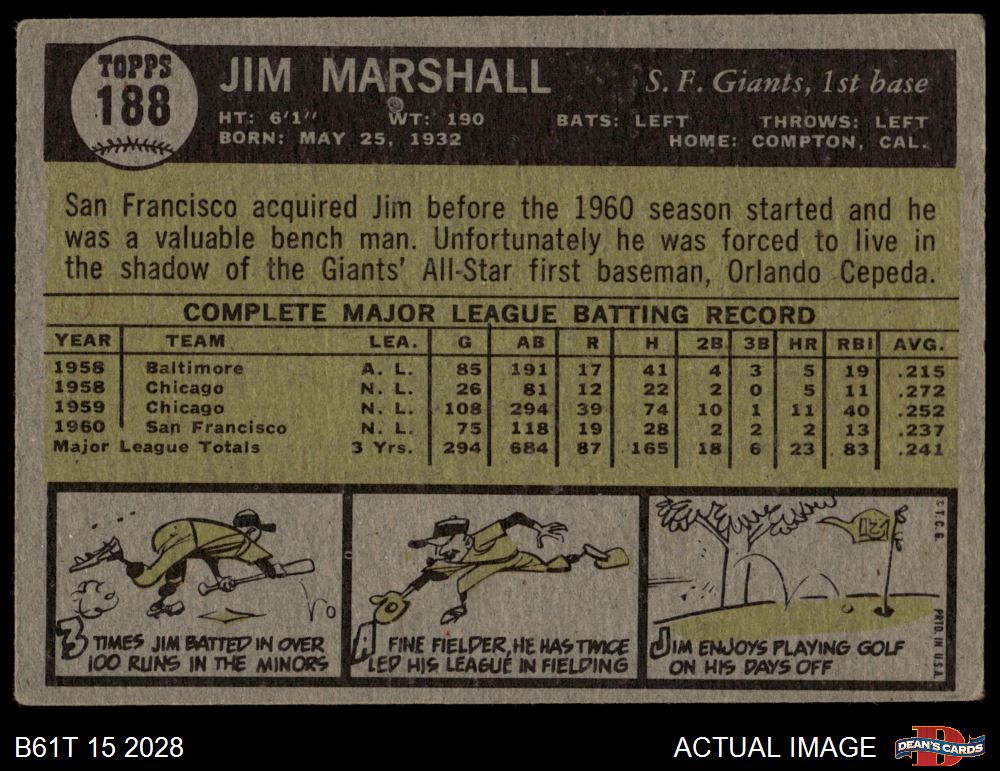 TOPPS
188
JIM MARSHALL
S. F. Giants, 1st base
HT: 6'1" WT: 190 BATS: LEFT THROWS: LEFT
BORN: MAY 25, 1932 HOME: COMPTON, CAL.
San Francisco acquired Jim before the 1960 season started and he
was a valuable bench man. Unfortunately he was forced to live in
the shadow of the Giants' All-Star first baseman, Orlando Cepeda.
COMPLETE MAJOR LEAGUE BATTING RECORD
YEAR TEAM LEA. G AB R H 2B 3B HR RBI AVG.
1958 Baltimore A. L. 85 191 17 41 4 3 5 19 .215
1958 Chicago N. L. 26 81 12 22 2 0 5 11 .272
1959 Chicago N. L. 108 294 39 74 10 1 11 40 .252
1960 San Francisco N. L. 75 118 19 28 2 2 2 13 .237
Major League Totals 3 Yrs. 294 684 87 165 18 6 23 83 .241
3 TIMES JIM BATTED IN OVER
100 RUNS IN THE MINORS
A FINE FIELDER, HE HAS TWICE
LED HIS LEAGUE IN FIELDING
121
JIM ENJOYS PLAYING GOLF
ON HIS DAYS OFF
© T. C. G.
PRTD. IN U.S.A.
B61T 15 2028
ACTUAL IMAGE
D
DEAN'S CARDS